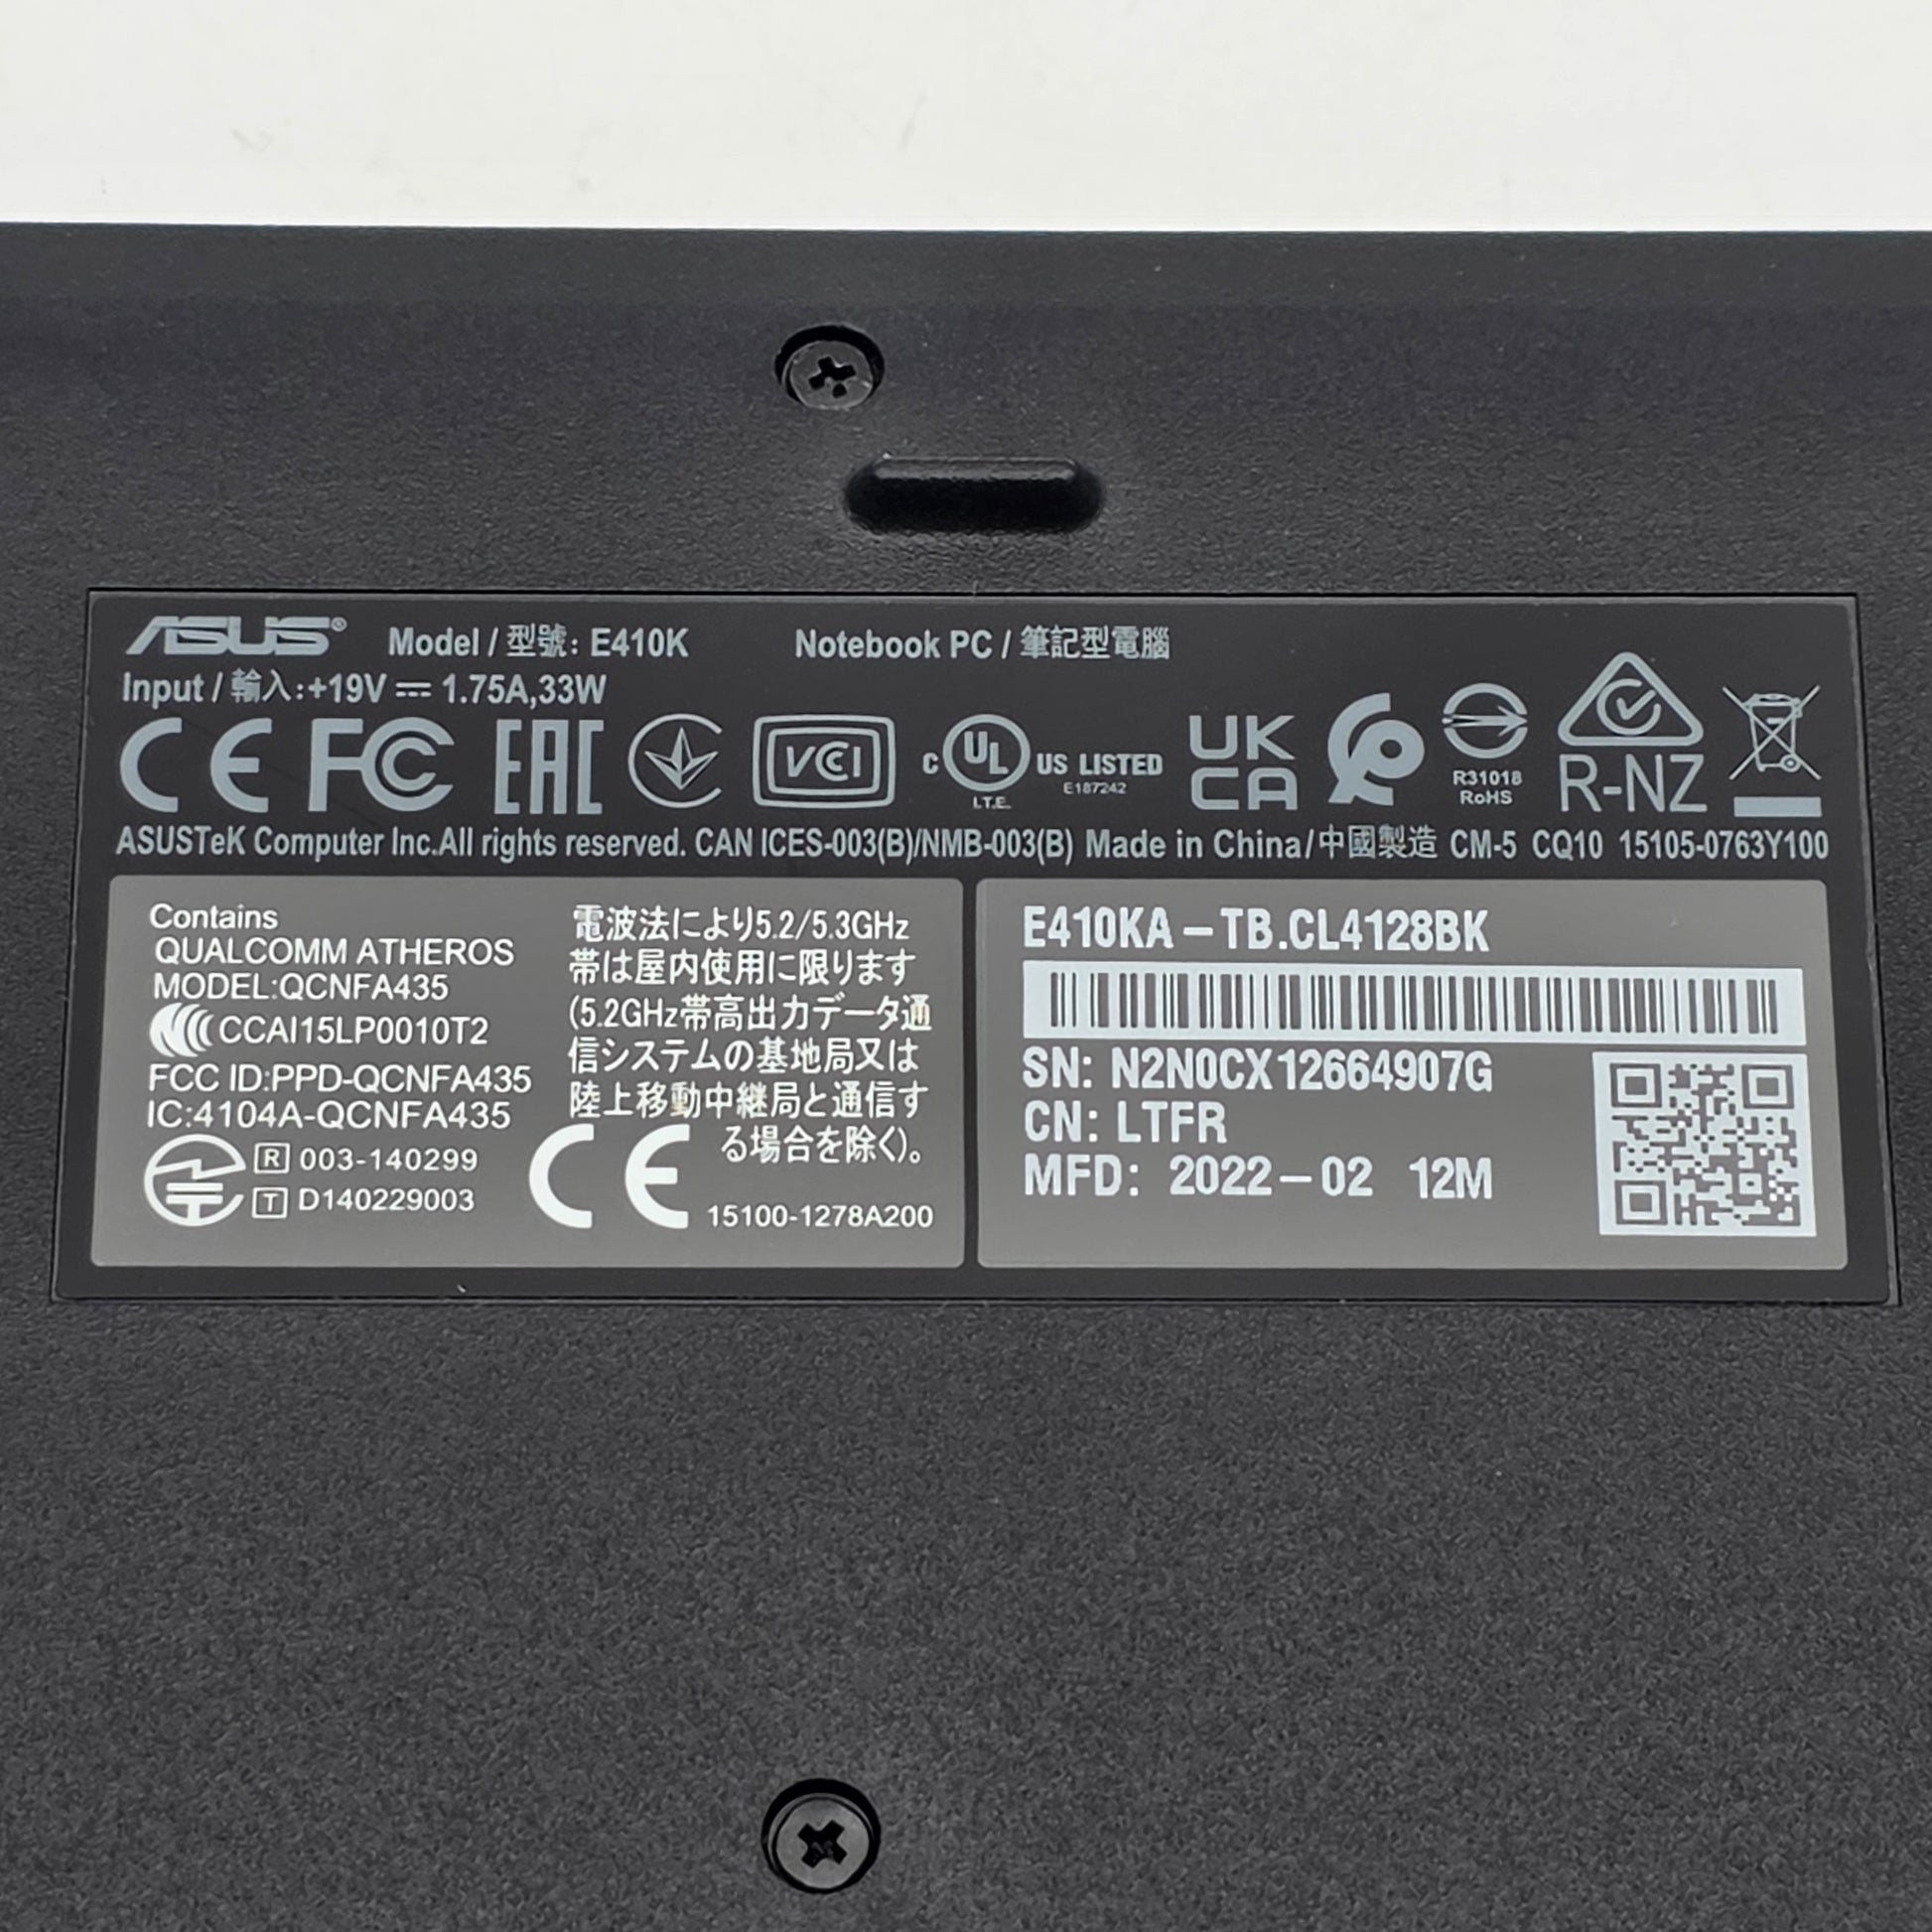 ASUS® Model / 型號: E410K Notebook PC / 筆記型電腦
Input / 輸入:+19V ⎓ 1.75A,33W
CE FC EAC VCCI C UL US LISTED UK CA R-NZ
I.T.E. E187242 R31018
RoHS
ASUSTeK Computer Inc.All rights reserved. CAN ICES-003(B)/NMB-003(B) Made in China/中國製造 CM-5 CQ10 15105-0763Y100
Contains
QUALCOMM ATHEROS
MODEL:QCNFA435
CCAI15LP0010T2
FCC ID:PPD-QCNFA435
IC:4104A-QCNFA435
R 003-140299
T D140229003
電波法により5.2/5.3GHz
帯は屋内使用に限ります
(5.2GHz帯高出力データ通
信システムの基地局又は
陸上移動中継局と通信す
る場合を除く)。
CE 15100-1278A200
E410KA-TB.CL4128BK
SN: N2N0CX12664907G
CN: LTFR
MFD: 2022-02 12M